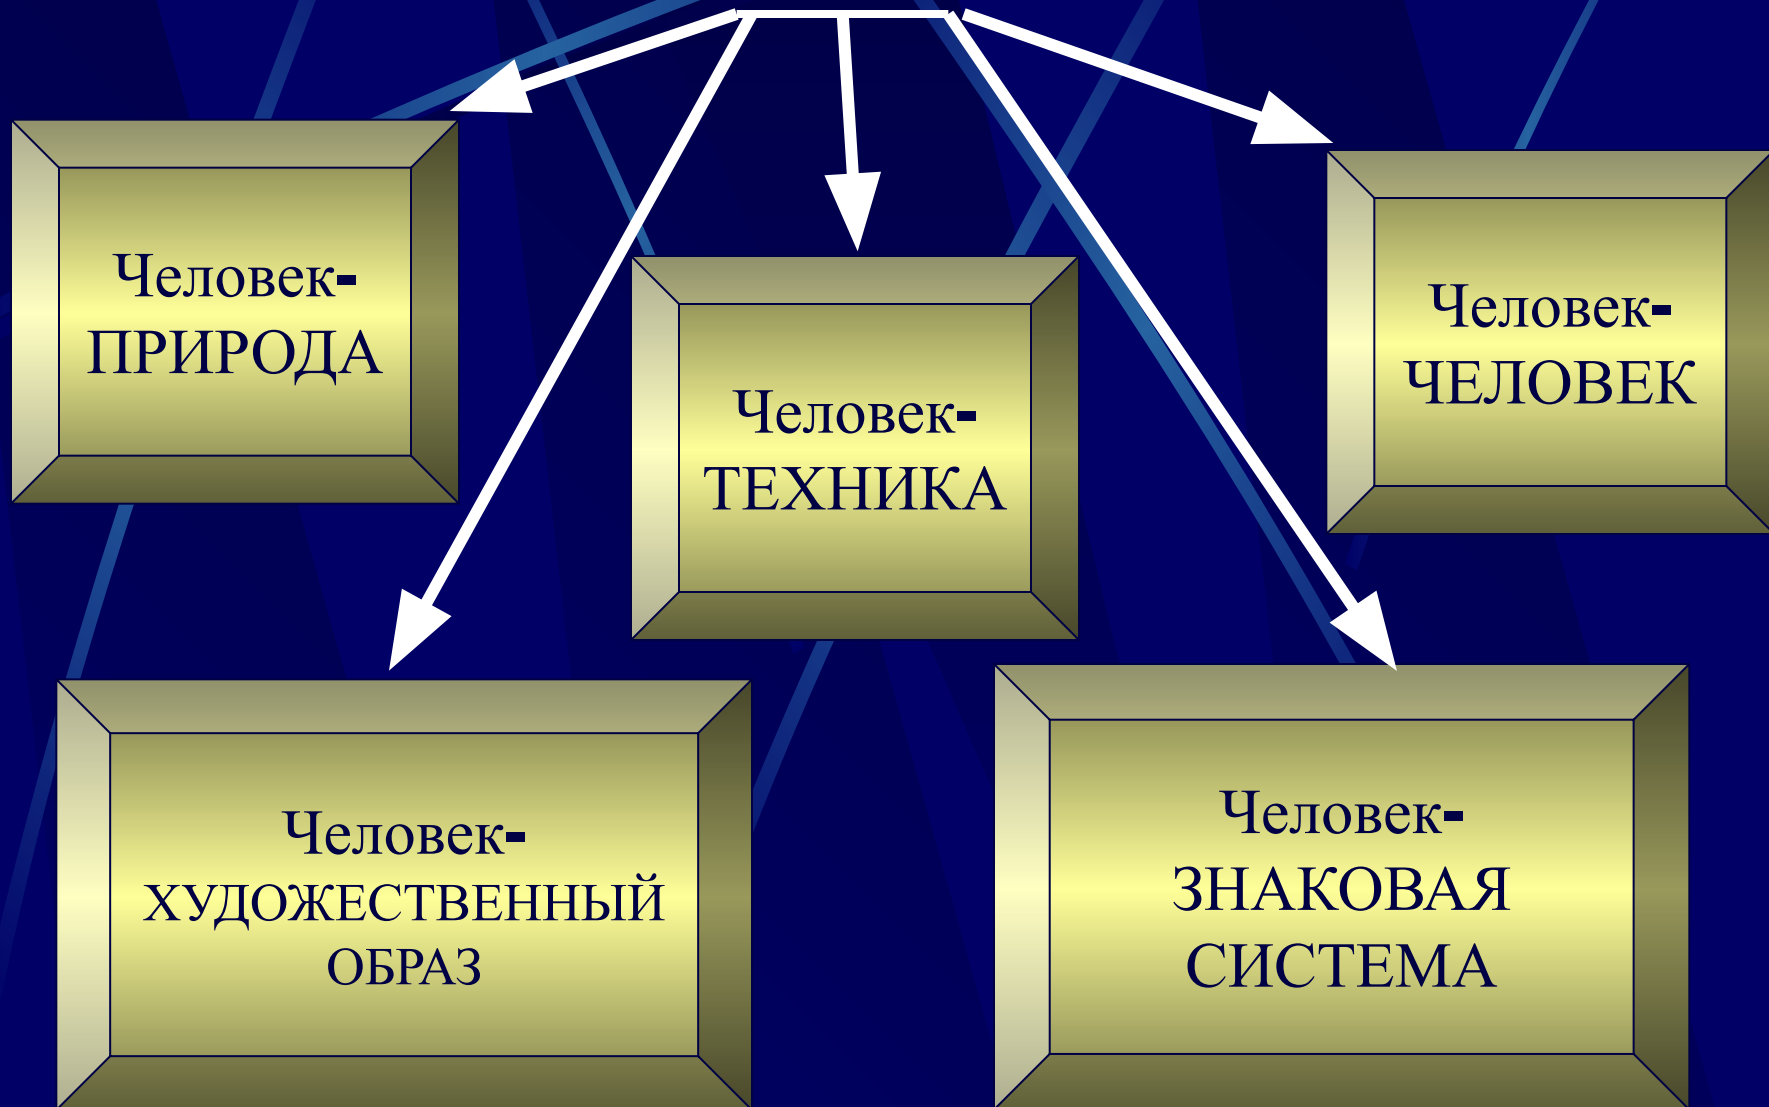 Человек-
ПРИРОДА
Человек-
ТЕХНИКА
Человек-
ЧЕЛОВЕК
Человек-
ХУДОЖЕСТВЕННЫЙ
ОБРАЗ
Человек-
ЗНАКОВАЯ
СИСТЕМА